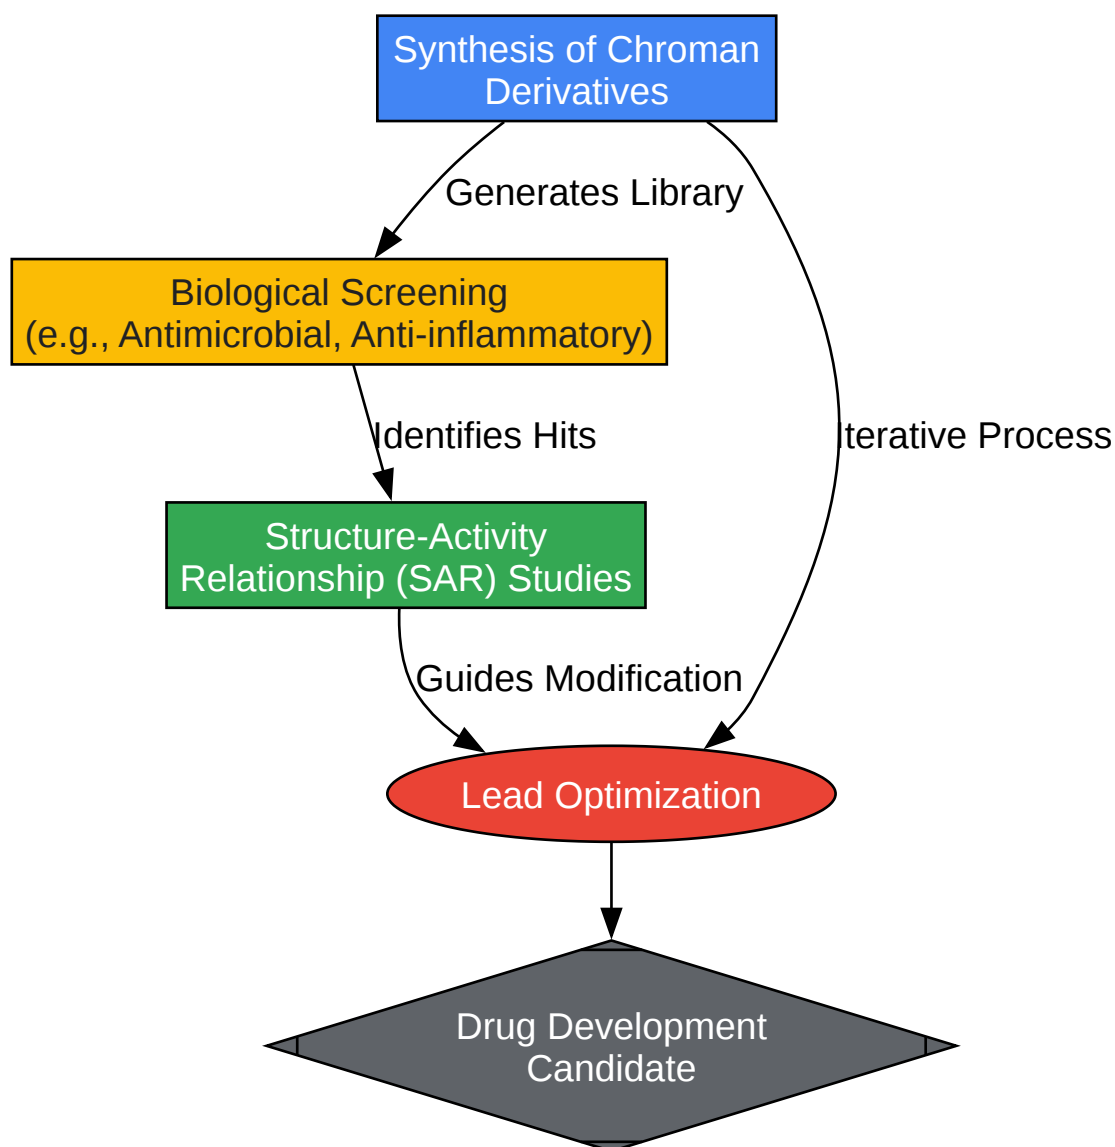 Synthesis of Chroman
Derivatives
Generates Library
Biological Screening
(e.g., Antimicrobial, Anti-inflammatory)
Identifies Hits
Iterative Process
Structure-Activity
Relationship (SAR) Studies
Guides Modification
Lead Optimization
Drug Development
Candidate